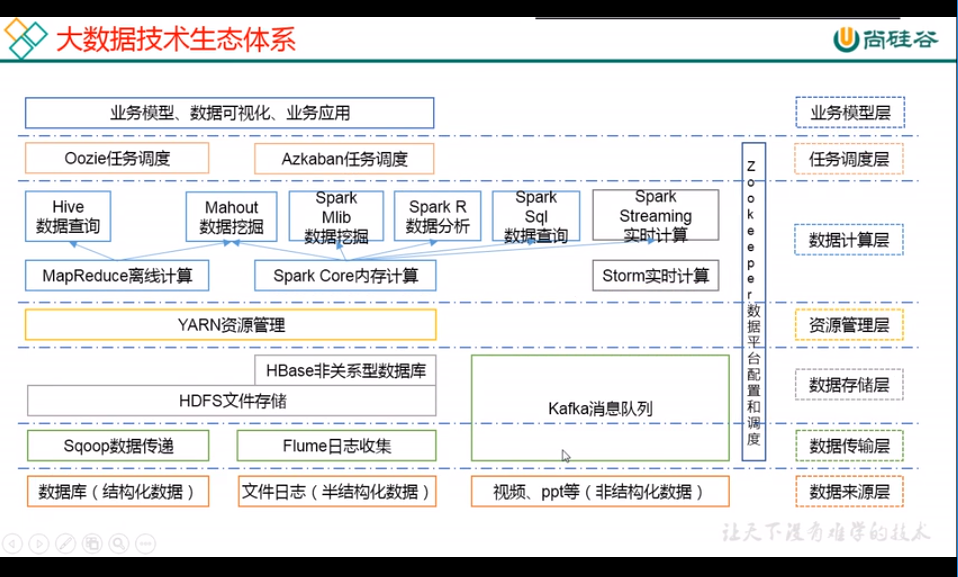 大数据技术生态体系
尚硅谷
业务模型、数据可视化、业务应用
业务模型层
Oozie任务调度
Azkaban任务调度
任务调度层
Hive
数据查询
Mahout
数据挖掘
Spark
Mlib
数据挖掘
Spark R
数据分析
Spark
Sql
数据查询
Spark
Streaming
实时计算
数据计算层
MapReduce离线计算
Spark Core内存计算
Storm实时计算
YARN资源管理
资源管理层
HBase非关系型数据库
HDFS文件存储
Kafka消息队列
数据存储层
Sqoop数据传递
Flume日志收集
数据传输层
Zookeeper数据平台配置和调度
数据库（结构化数据）
文件日志（半结构化数据）
视频、ppt等（非结构化数据）
数据来源层
让天下没有难学的技术